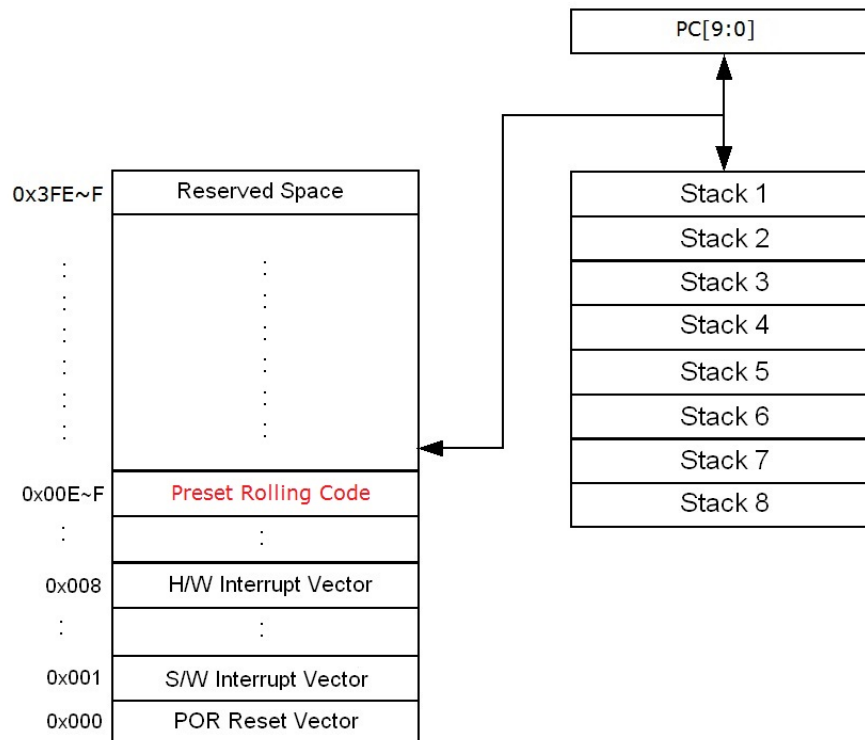 PC[9:0]
0x3FE~F Reserved Space
Stack 1
Stack 2
Stack 3
Stack 4
Stack 5
Stack 6
Stack 7
Stack 8
0x00E~F Preset Rolling Code
0x008 H/W Interrupt Vector
0x001 S/W Interrupt Vector
0x000 POR Reset Vector